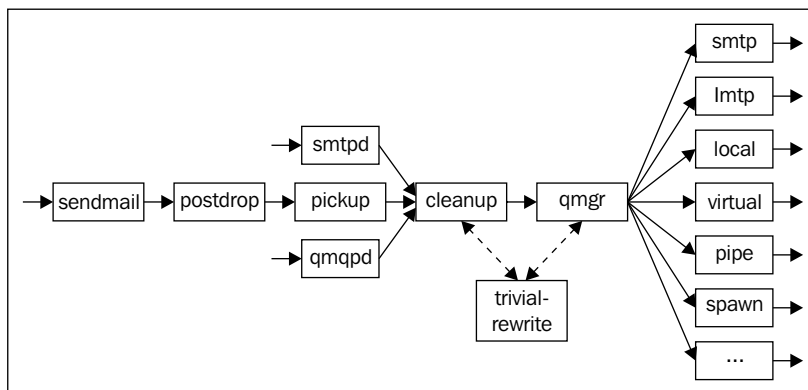 smtp
lmtp
smtpd
local
sendmail
postdrop
pickup
cleanup
qmgr
virtual
qmqpd
pipe
trivial-
rewrite
spawn
...